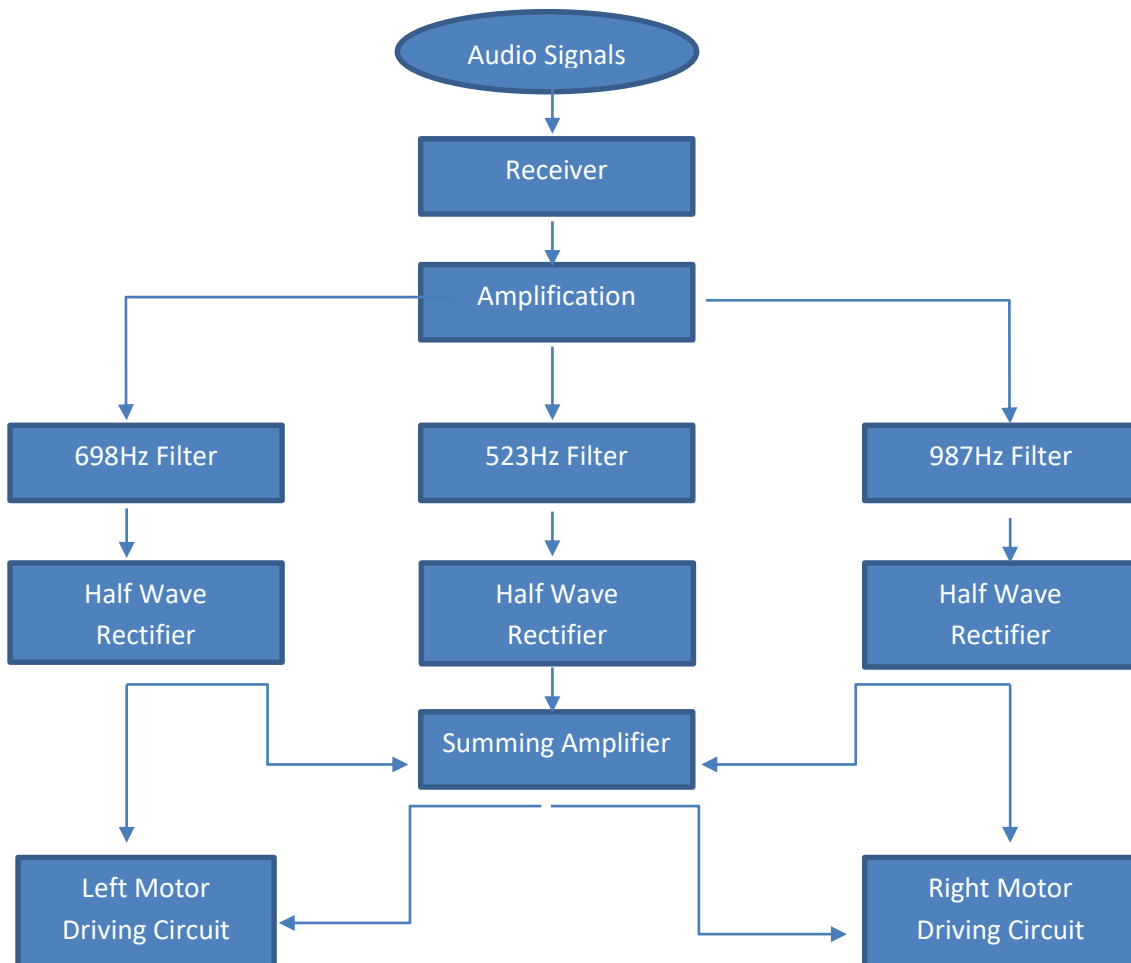 Audio Signals
Receiver
Amplification
698Hz Filter
523Hz Filter
987Hz Filter
Half Wave
Rectifier
Half Wave
Rectifier
Half Wave
Rectifier
Summing Amplifier
Left Motor
Driving Circuit
Right Motor
Driving Circuit